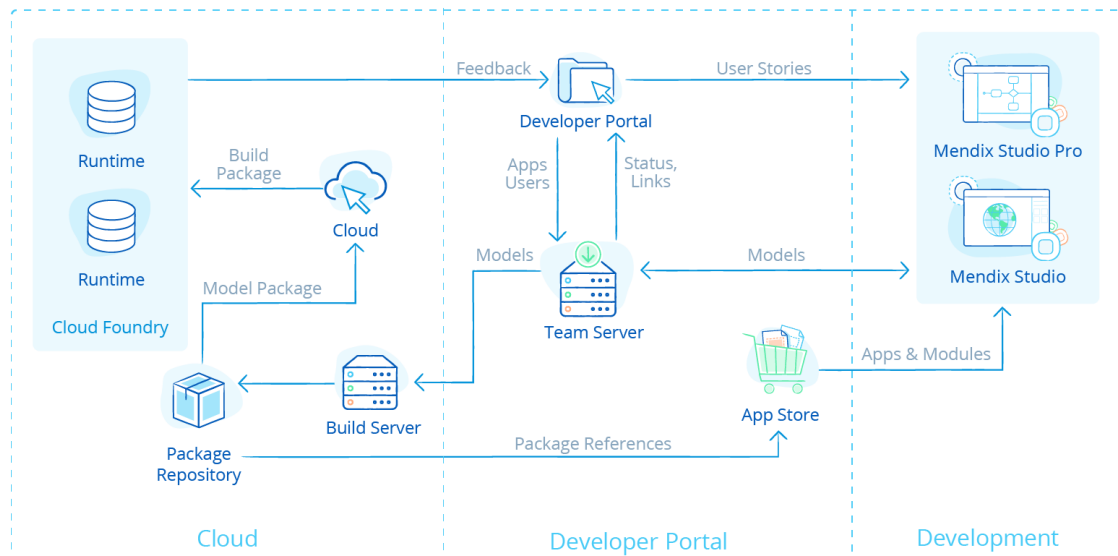 Feedback
User Stories
Developer Portal
Runtime
Mendix Studio Pro
Build
Package
Apps
Users
Status,
Links
Cloud
Runtime
Models
Models
Mendix Studio
Model Package
Cloud Foundry
Team Server
Apps & Modules
App Store
Build Server
Package References
Package
Repository
Cloud
Developer Portal
Development